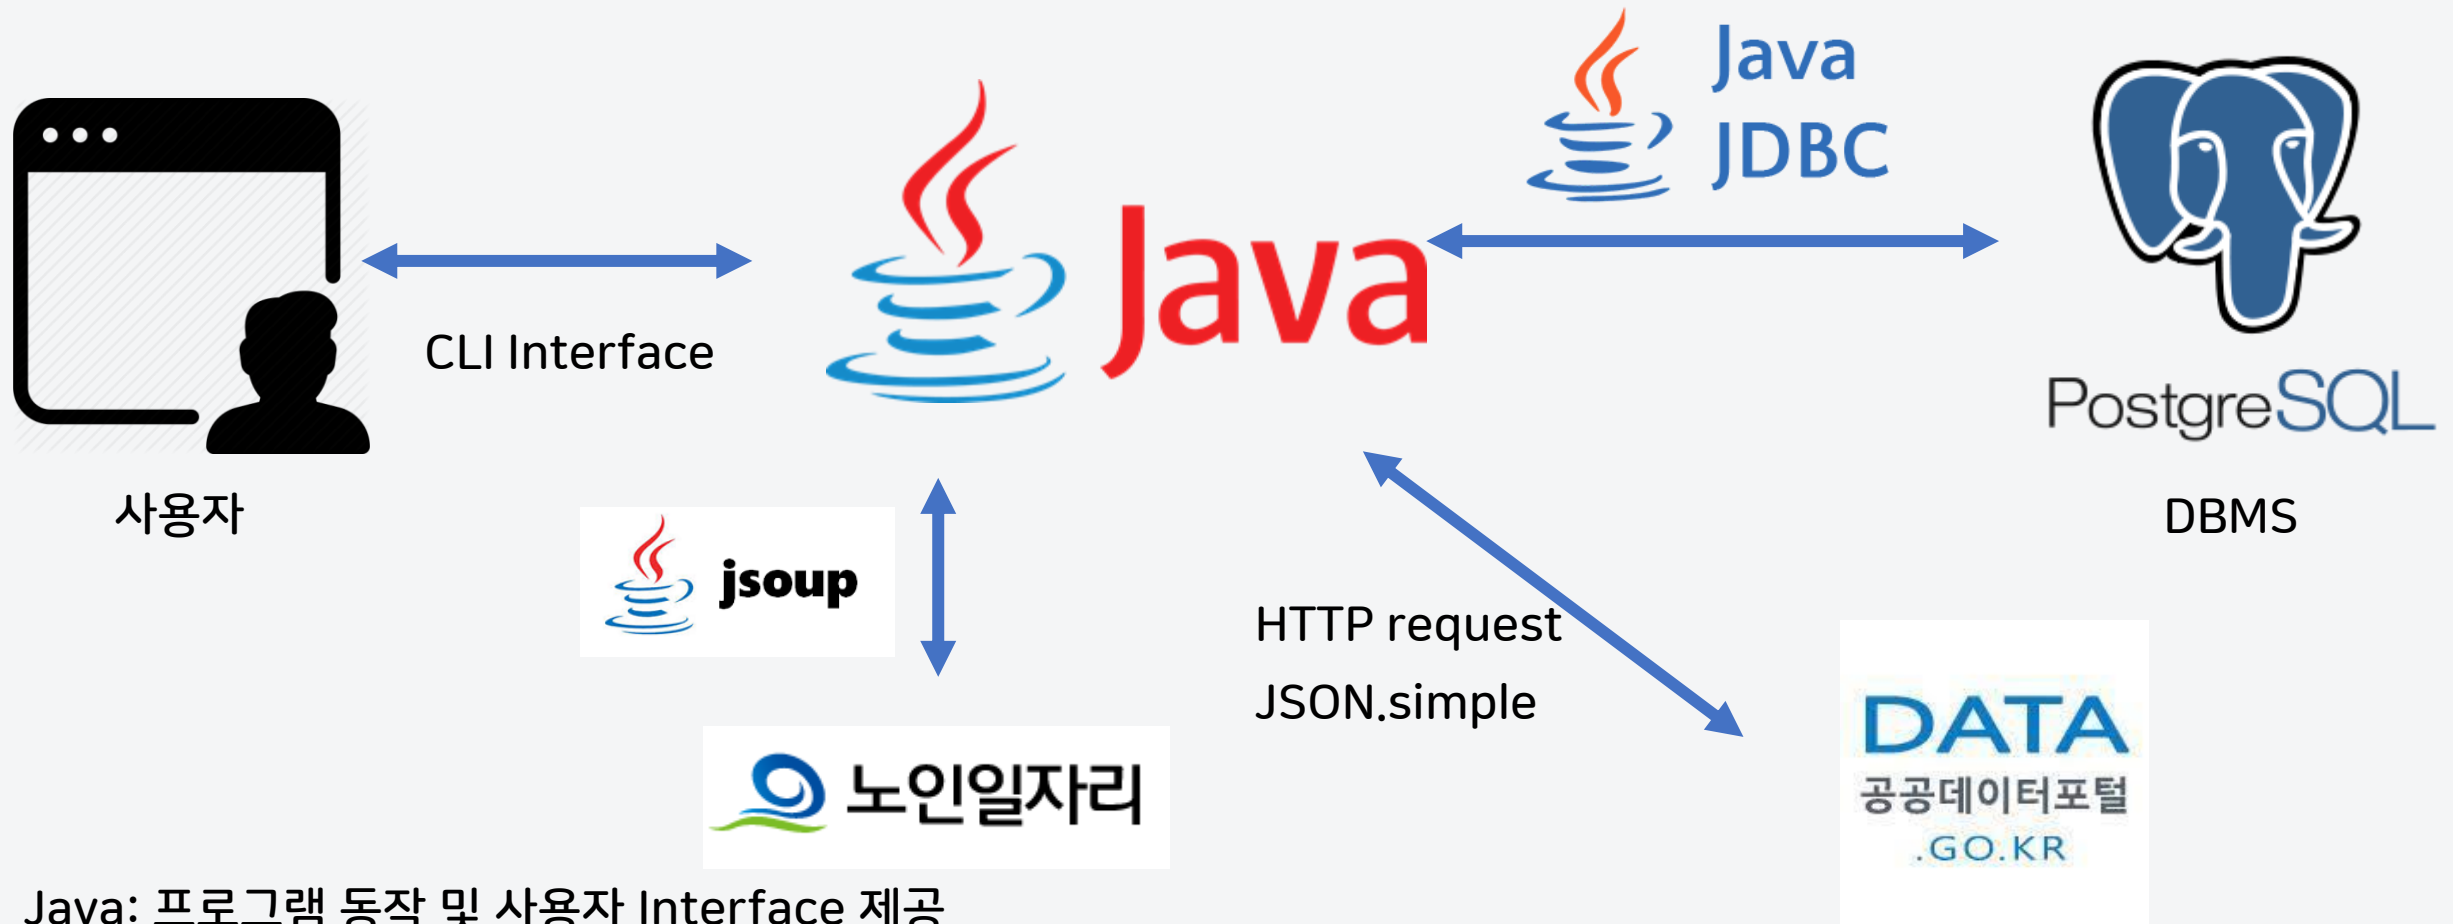 Java
JDBC
Java
CLI Interface
PostgreSQL
사용자
DBMS
jsoup
HTTP request
JSON.simple
노인일자리
DATA
공공데이터포털
.GO.KR
Java: 프로그램 동작 및 사용자 Interface 제공